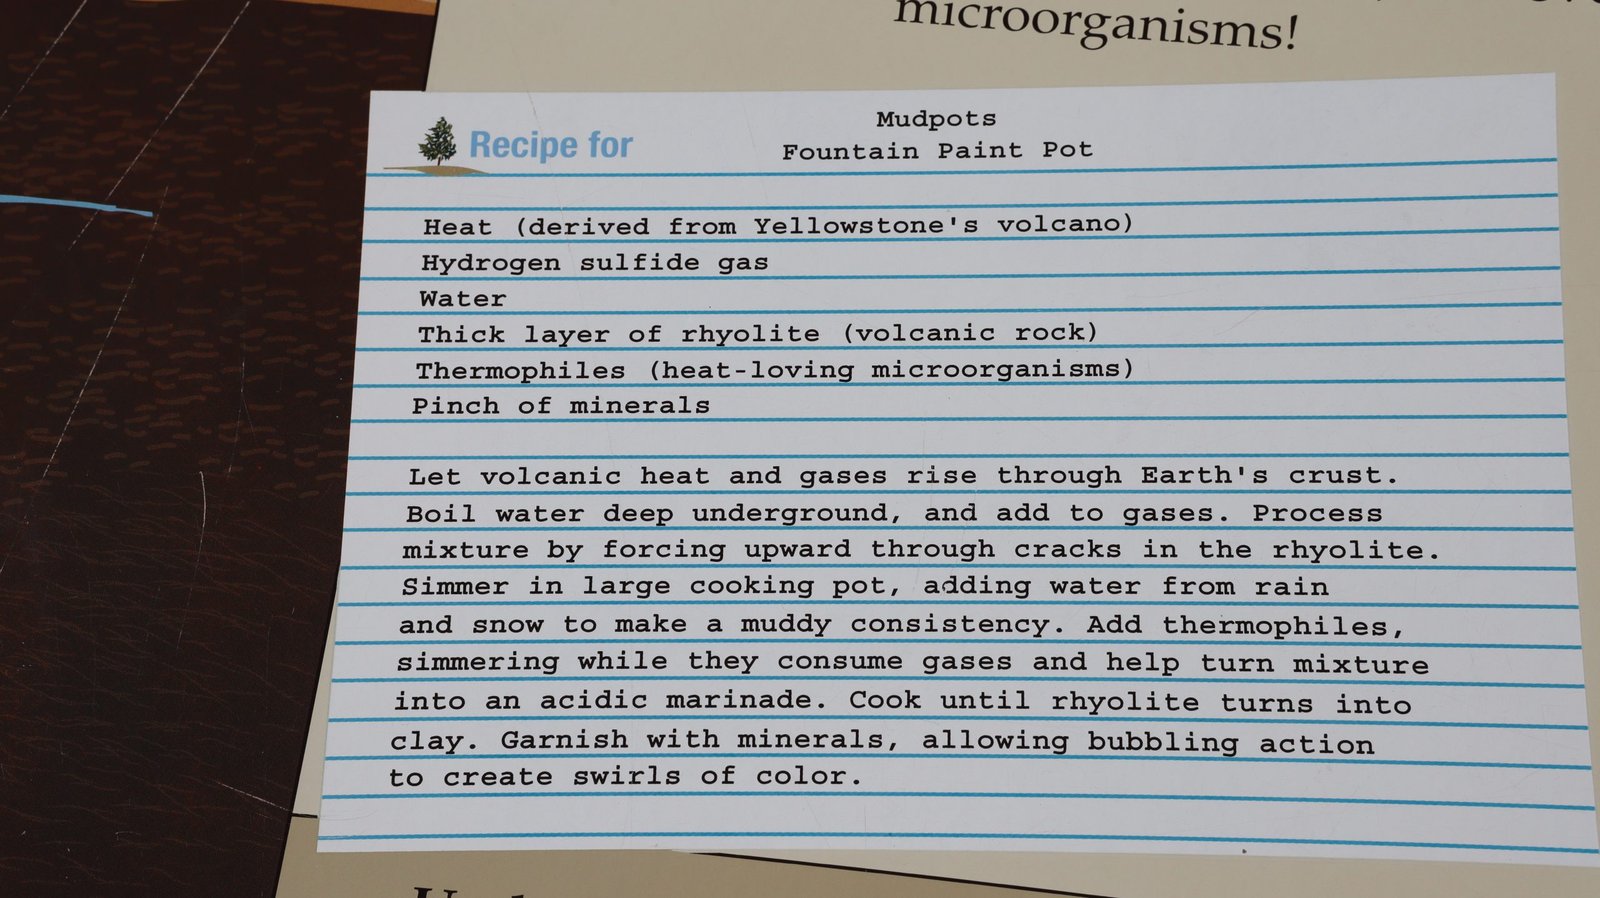 microorganisms!
Recipe for
Mudpots
Fountain Paint Pot
Heat (derived from Yellowstone's volcano)
Hydrogen sulfide gas
Water
Thick layer of rhyolite (volcanic rock)
Thermophiles (heat-loving microorganisms)
Pinch of minerals
Let volcanic heat and gases rise through Earth's crust.
Boil water deep underground, and add to gases. Process
mixture by forcing upward through cracks in the rhyolite.
Simmer in large cooking pot, adding water from rain
and snow to make a muddy consistency. Add thermophiles,
simmering while they consume gases and help turn mixture
into an acidic marinade. Cook until rhyolite turns into
clay. Garnish with minerals, allowing bubbling action
to create swirls of color.